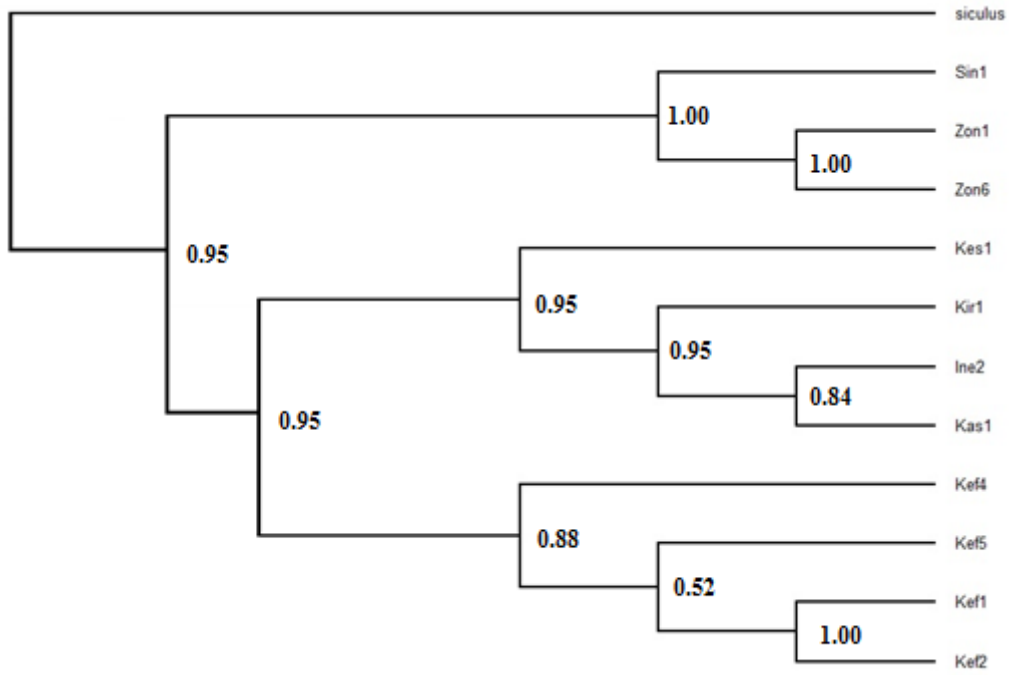 siculus
Sin1
1.00
Zon1
1.00
Zon6
0.95
Kes1
0.95
Kir1
0.95
Ine2
0.84
Kas1
0.95
Kef4
0.88
Kef5
0.52
Kef1
1.00
Kef2